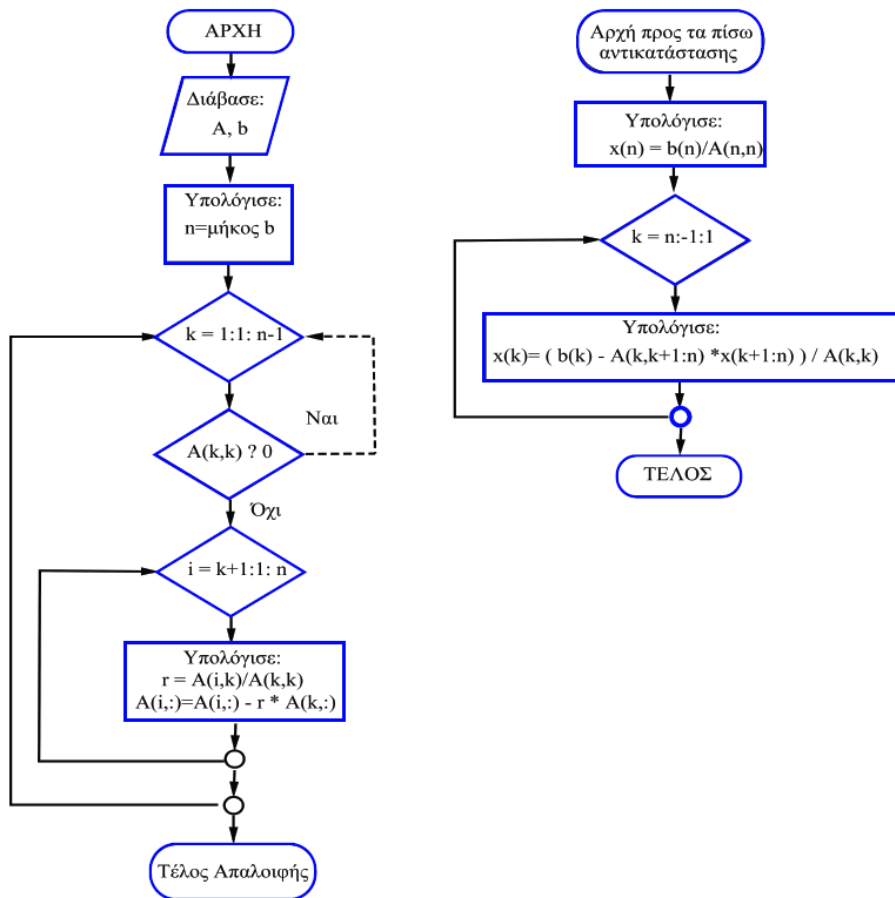 ΑΡΧΗ
Διάβασε:
A, b
Υπολόγισε:
n=μήκος b
k = 1:1: n-1
Ναι
A(k,k) ? 0
Όχι
i = k+1:1: n
Υπολόγισε:
r = A(i,k)/A(k,k)
A(i,:)=A(i,:) - r * A(k,:)
Τέλος Απαλοιφής
Αρχή προς τα πίσω
αντικατάστασης
Υπολόγισε:
x(n) = b(n)/A(n,n)
k = n:-1:1
Υπολόγισε:
x(k)= ( b(k) - A(k,k+1:n) *x(k+1:n) ) / A(k,k)
ΤΕΛΟΣ